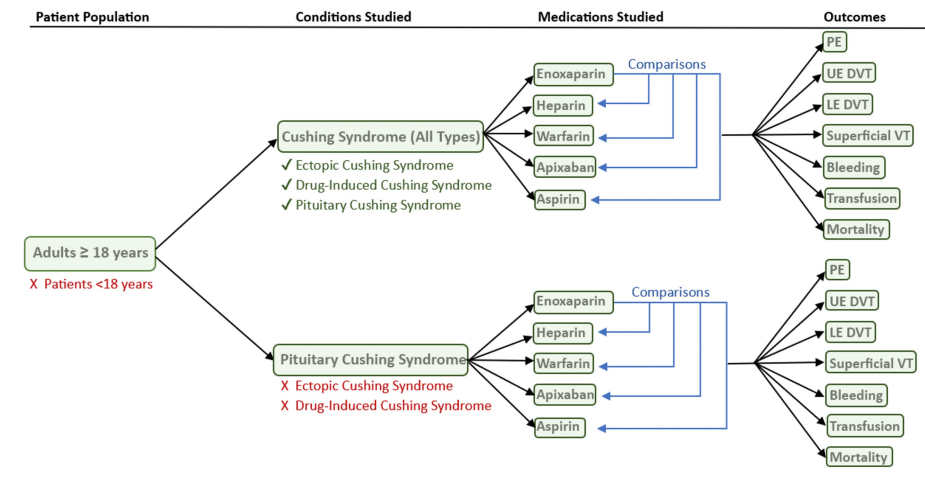 Patient Population Conditions Studied Medications Studied Outcomes
Cushing Syndrome (All Types)
✓ Ectopic Cushing Syndrome
✓ Drug-Induced Cushing Syndrome
✓ Pituitary Cushing Syndrome
Enoxaparin
Heparin
Warfarin
Apixaban
Aspirin
Comparisons
PE
UE DVT
LE DVT
Superficial VT
Bleeding
Transfusion
Mortality
Adults ≥ 18 years
X Patients <18 years
Pituitary Cushing Syndrome
X Ectopic Cushing Syndrome
X Drug-Induced Cushing Syndrome
Enoxaparin
Heparin
Warfarin
Apixaban
Aspirin
Comparisons
PE
UE DVT
LE DVT
Superficial VT
Bleeding
Transfusion
Mortality